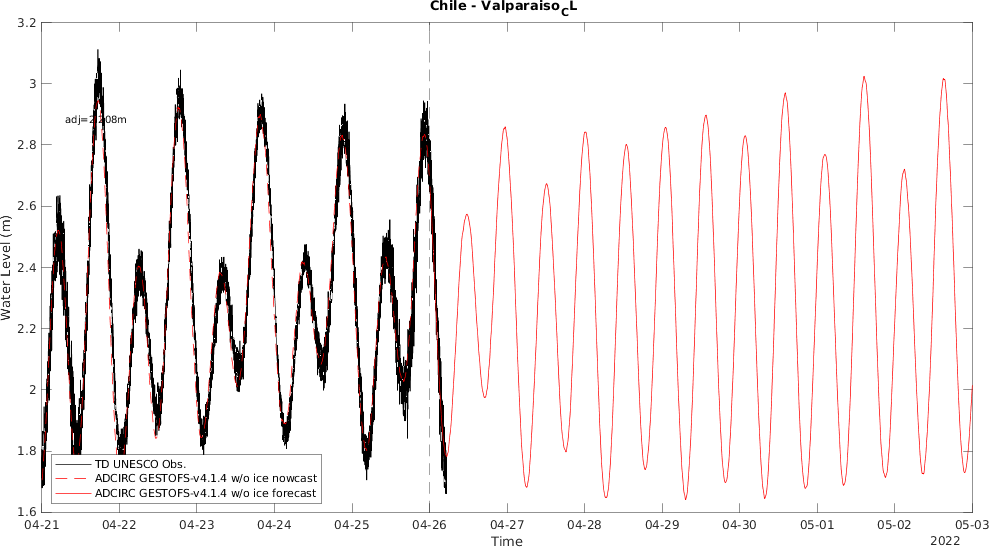 Chile - Valparaiso_CL
3.2
3
2.8
2.6
2.4
2.2
2
1.8
1.6
Water Level (m)
adj=2.208m
TD UNESCO Obs.
ADCIRC GESTOFS-v4.1.4 w/o ice nowcast
ADCIRC GESTOFS-v4.1.4 w/o ice forecast
04-21 04-22 04-23 04-24 04-25 04-26 04-27 04-28 04-29 04-30 05-01 05-02 05-03
Time
2022